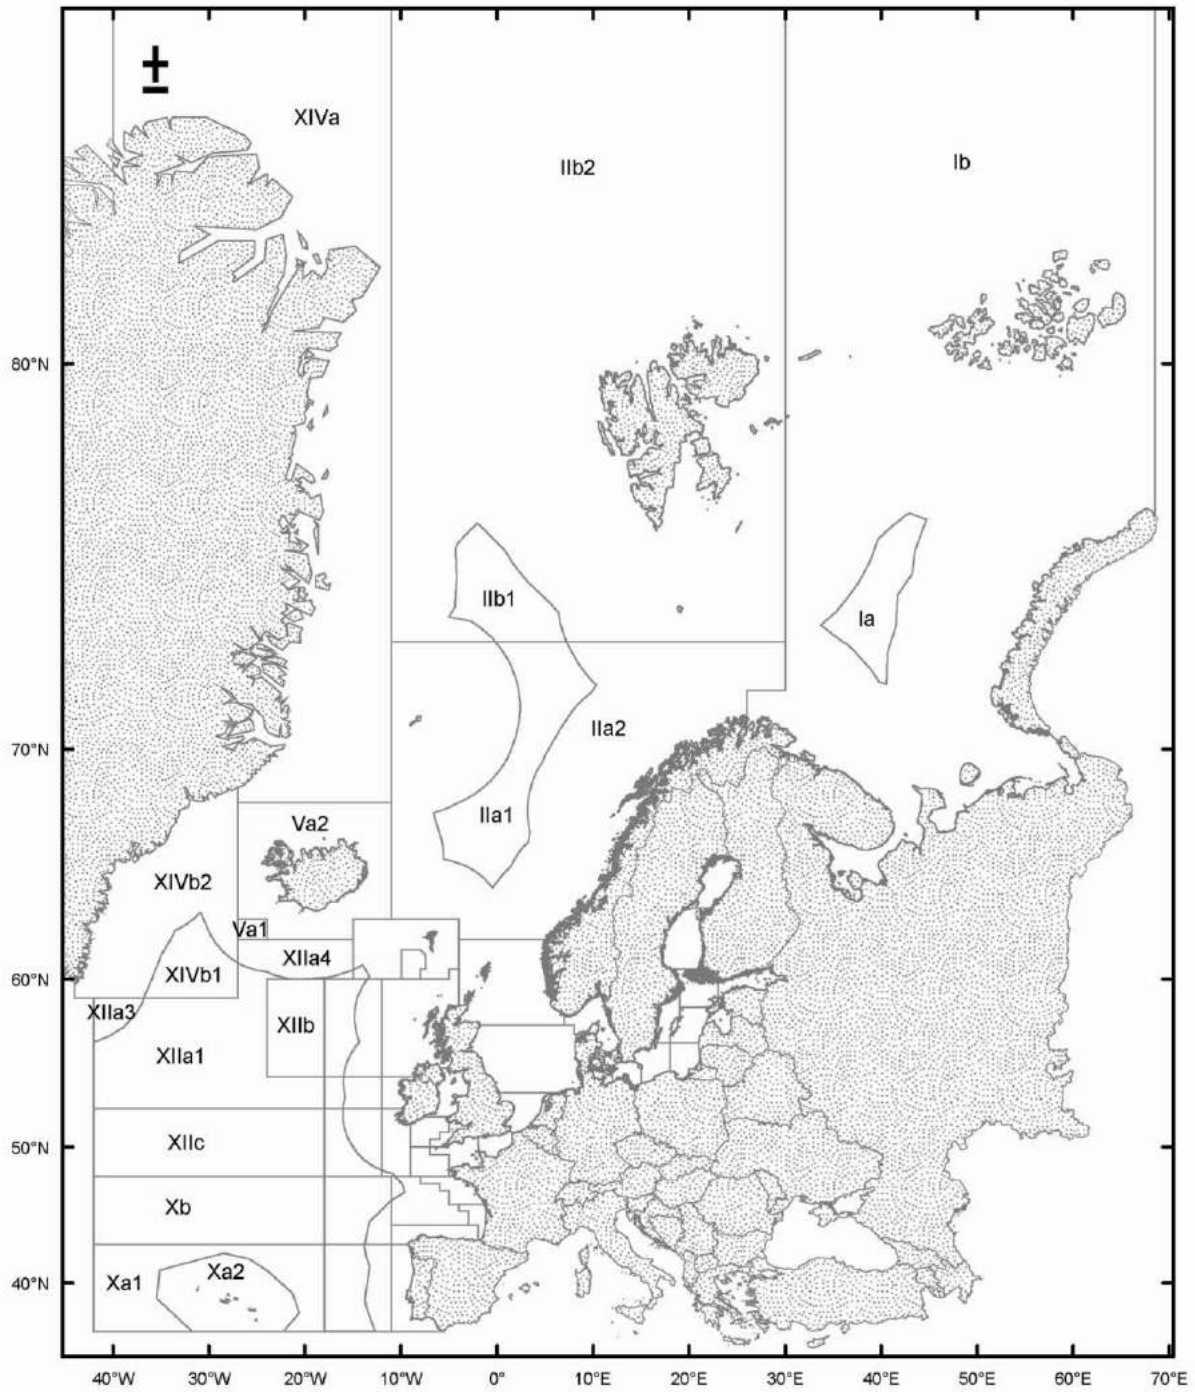 ±
XIVa
IIb2
Ib
80°N
IIb1
Ia
IIa2
70°N
IIa1
Va2
XIVb2
Va1
XIIa4
XIVb1
60°N
XIIa3
XIIb
XIIa1
XIIc
50°N
Xb
Xa2
Xa1
40°N
40°W 30°W 20°W 10°W 0° 10°E 20°E 30°E 40°E 50°E 60°E 70°E